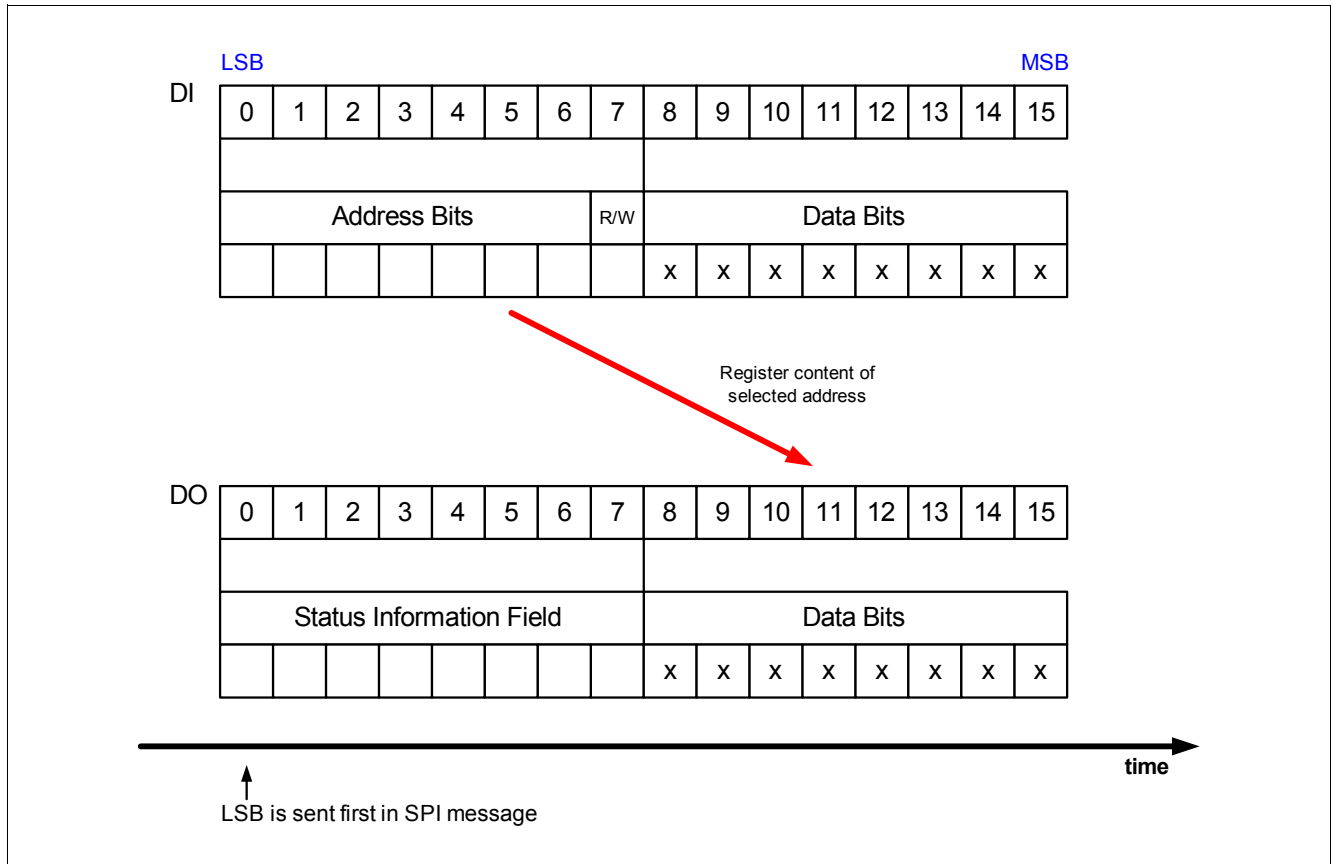 LSB MSB
DI
0 1 2 3 4 5 6 7 8 9 10 11 12 13 14 15
Address Bits R/W Data Bits
x x x x x x x x
Register content of
selected address
DO
0 1 2 3 4 5 6 7 8 9 10 11 12 13 14 15
Status Information Field Data Bits
x x x x x x x x
time
LSB is sent first in SPI message